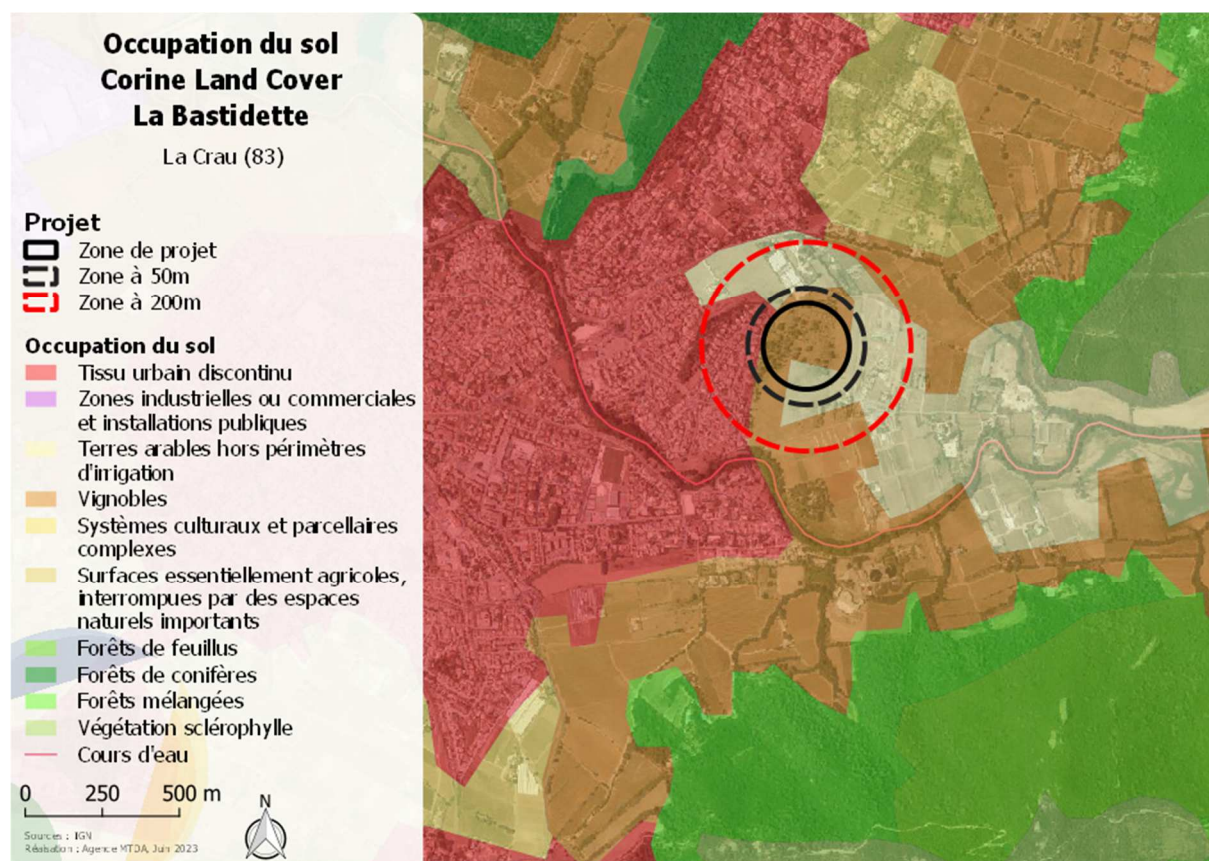 Occupation du sol
Corine Land Cover
La Bastidette
La Crau (83)
Projet
Zone de projet
Zone à 50m
Zone à 200m
Occupation du sol
Tissu urbain discontinu
Zones industrielles ou commerciales
et installations publiques
Terres arables hors périmètres
d'irrigation
Vignobles
Systèmes culturaux et parcellaires
complexes
Surfaces essentiellement agricoles,
interrompues par des espaces
naturels importants
Forêts de feuillus
Forêts de conifères
Forêts mélangées
Végétation sclérophylle
Cours d'eau
0 250 500 m
N
Sources : IGN
Réalisation : Agence MTDA, Juin 2023